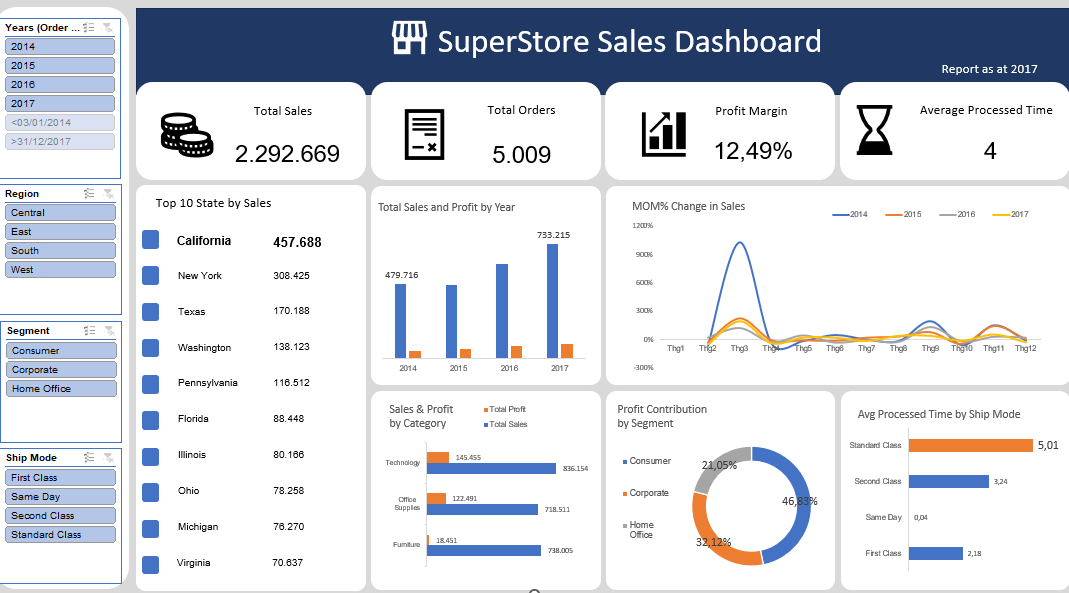 Years (Order ...
2014
2015
2016
2017
<03/01/2014
>31/12/2017
Region
Central
East
South
West
Segment
Consumer
Corporate
Home Office
Ship Mode
First Class
Same Day
Second Class
Standard Class
SuperStore Sales Dashboard
Report as at 2017
Total Sales
2.292.669
Total Orders
5.009
Profit Margin
12,49%
Average Processed Time
4
Top 10 State by Sales
California 457.688
New York 308.425
Texas 170.188
Washington 138.123
Pennsylvania 116.512
Florida 88.448
Illinois 80.166
Ohio 78.258
Michigan 76.270
Virginia 70.637
Total Sales and Profit by Year
733.215
479.716
2014 2015 2016 2017
MOM% Change in Sales
2014 2015 2016 2017
1200%
900%
600%
300%
0%
-300%
Thg1 Thg2 Thg3 Thg4 Thg5 Thg6 Thg7 Thg8 Thg9 Thg10 Thg11 Thg12
Sales & Profit
by Category
Total Profit
Total Sales
Technology
145.455
836.154
Office
Supplies
122.491
718.511
Furniture
18.451
738.005
Profit Contribution
by Segment
Consumer
Corporate
Home
Office
21,05%
46,83%
32,12%
Avg Processed Time by Ship Mode
Standard Class 5,01
Second Class 3,24
Same Day 0,04
First Class 2,18